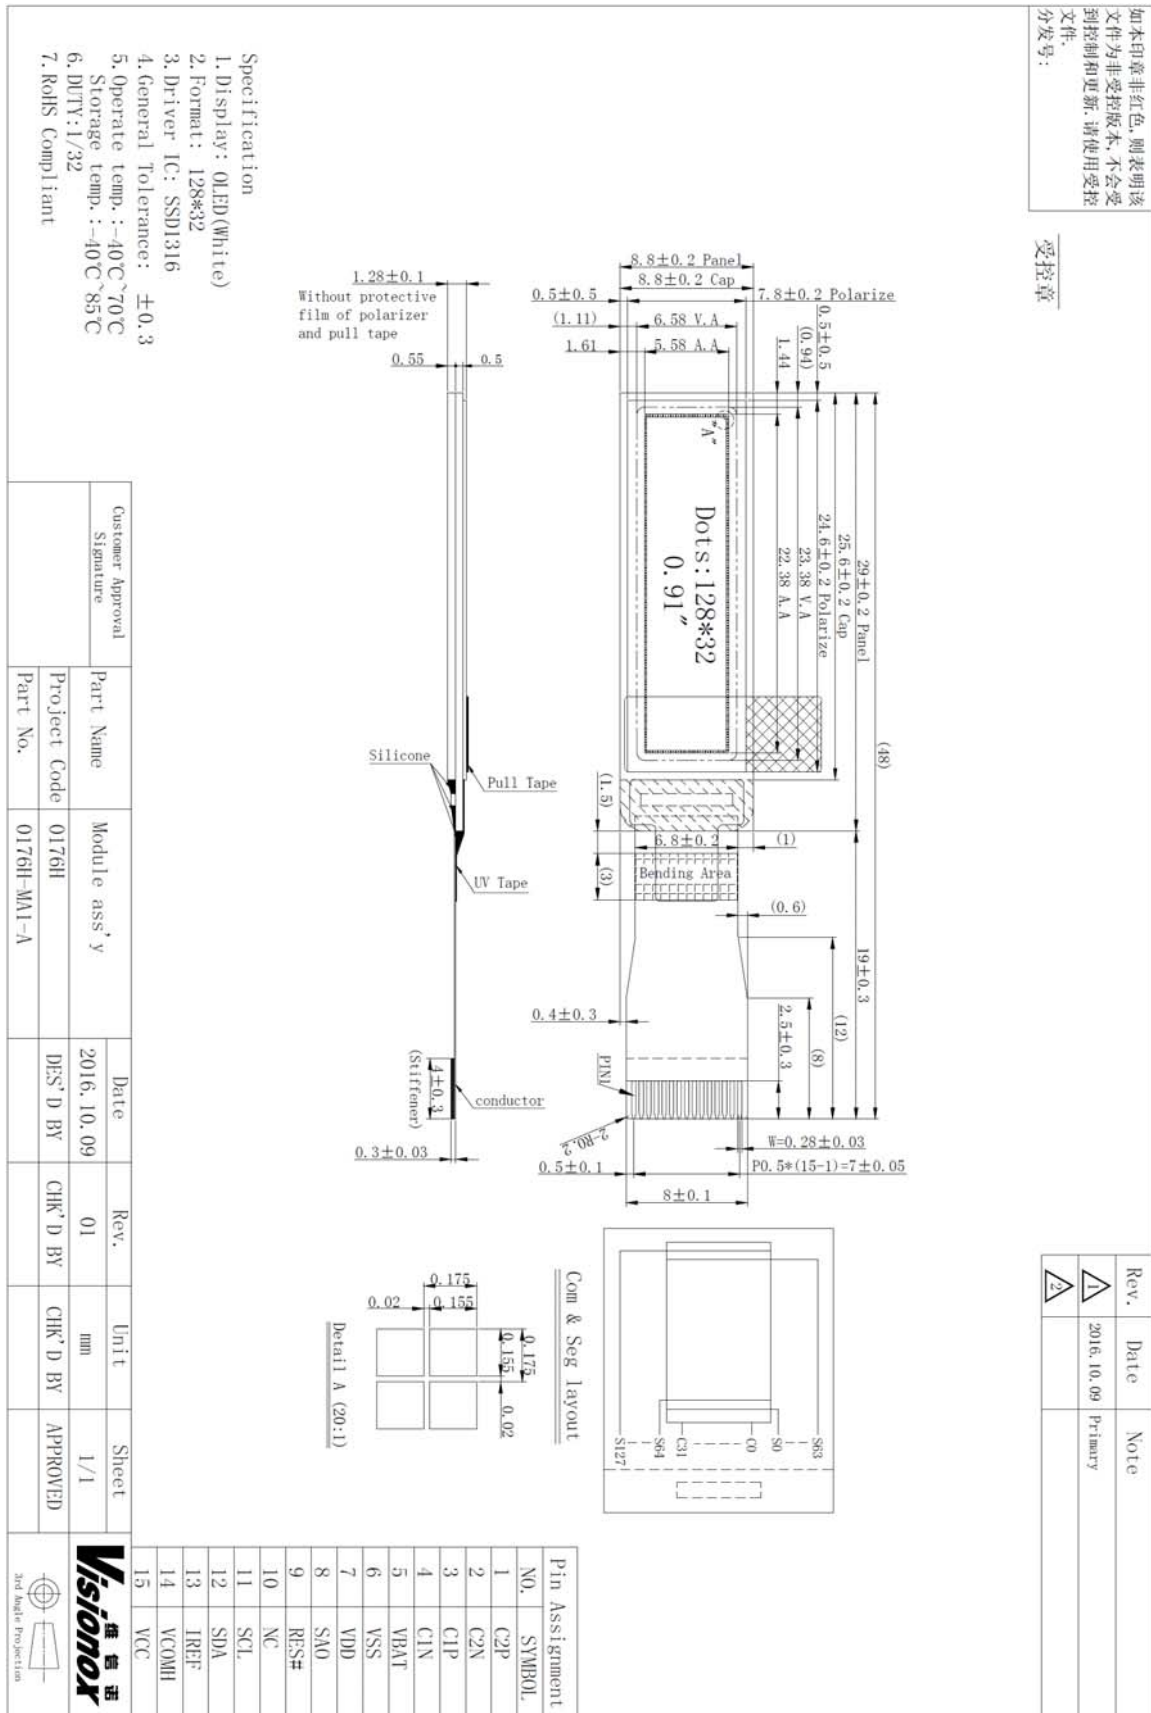 如本印章非红色,则表明该
文件为非受控版本,不会受
到控制和更新.请使用受控
文件.
分发号:
受控章
Rev. Date Note
1 2016.10.09 Primary
2
8.8±0.2 Panel
8.8±0.2 Cap
0.5±0.5
7.8±0.2 Polarize
(1.11)
6.58 V.A
1.61
5.58 A.A
0.5±0.5
(0.94)
1.44
(48)
29±0.2 Panel
25.6±0.2 Cap
24.6±0.2 Polarize
23.38 V.A
22.38 A.A
19±0.3
(12)
(8)
2.5±0.3
"A"
Dots:128*32
0.91"
(1.5)
6.8±0.2
(1)
(3)
Bending Area
(0.6)
0.4±0.3
PIN1
2-R0.2
W=0.28±0.03
0.5±0.1
P0.5*(15-1)=7±0.05
8±0.1
1.28±0.1
Without protective
film of polarizer
and pull tape
0.55
0.5
Silicone
Pull Tape
UV Tape
conductor
4±0.3
(Stiffener)
0.3±0.03
S63
S0
C0
C31
S64
S127
Com & Seg layout
0.175
0.155
0.02
0.175
0.155
0.02
Detail A (20:1)
Specification
1.Display: OLED(White)
2.Format: 128*32
3.Driver IC: SSD1316
4.General Tolerance: ±0.3
5.Operate temp.:-40℃~70℃
Storage temp.:-40℃~85℃
6.DUTY:1/32
7.RoHS Compliant
Pin Assignment
NO. SYMBOL
1 C2P
2 C2N
3 C1P
4 C1N
5 VBAT
6 VSS
7 VDD
8 SAO
9 RES#
10 NC
11 SCL
12 SDA
13 IREF
14 VCOMH
15 VCC
Customer Approval
Signature
Part Name Module ass'y
Project Code 0176H
Part No. 0176H-MA1-A
Date Rev. Unit Sheet
2016.10.09 01 mm 1/1
DES'D BY CHK'D BY CHK'D BY APPROVED
维信诺
Visionox
3rd Angle Projection